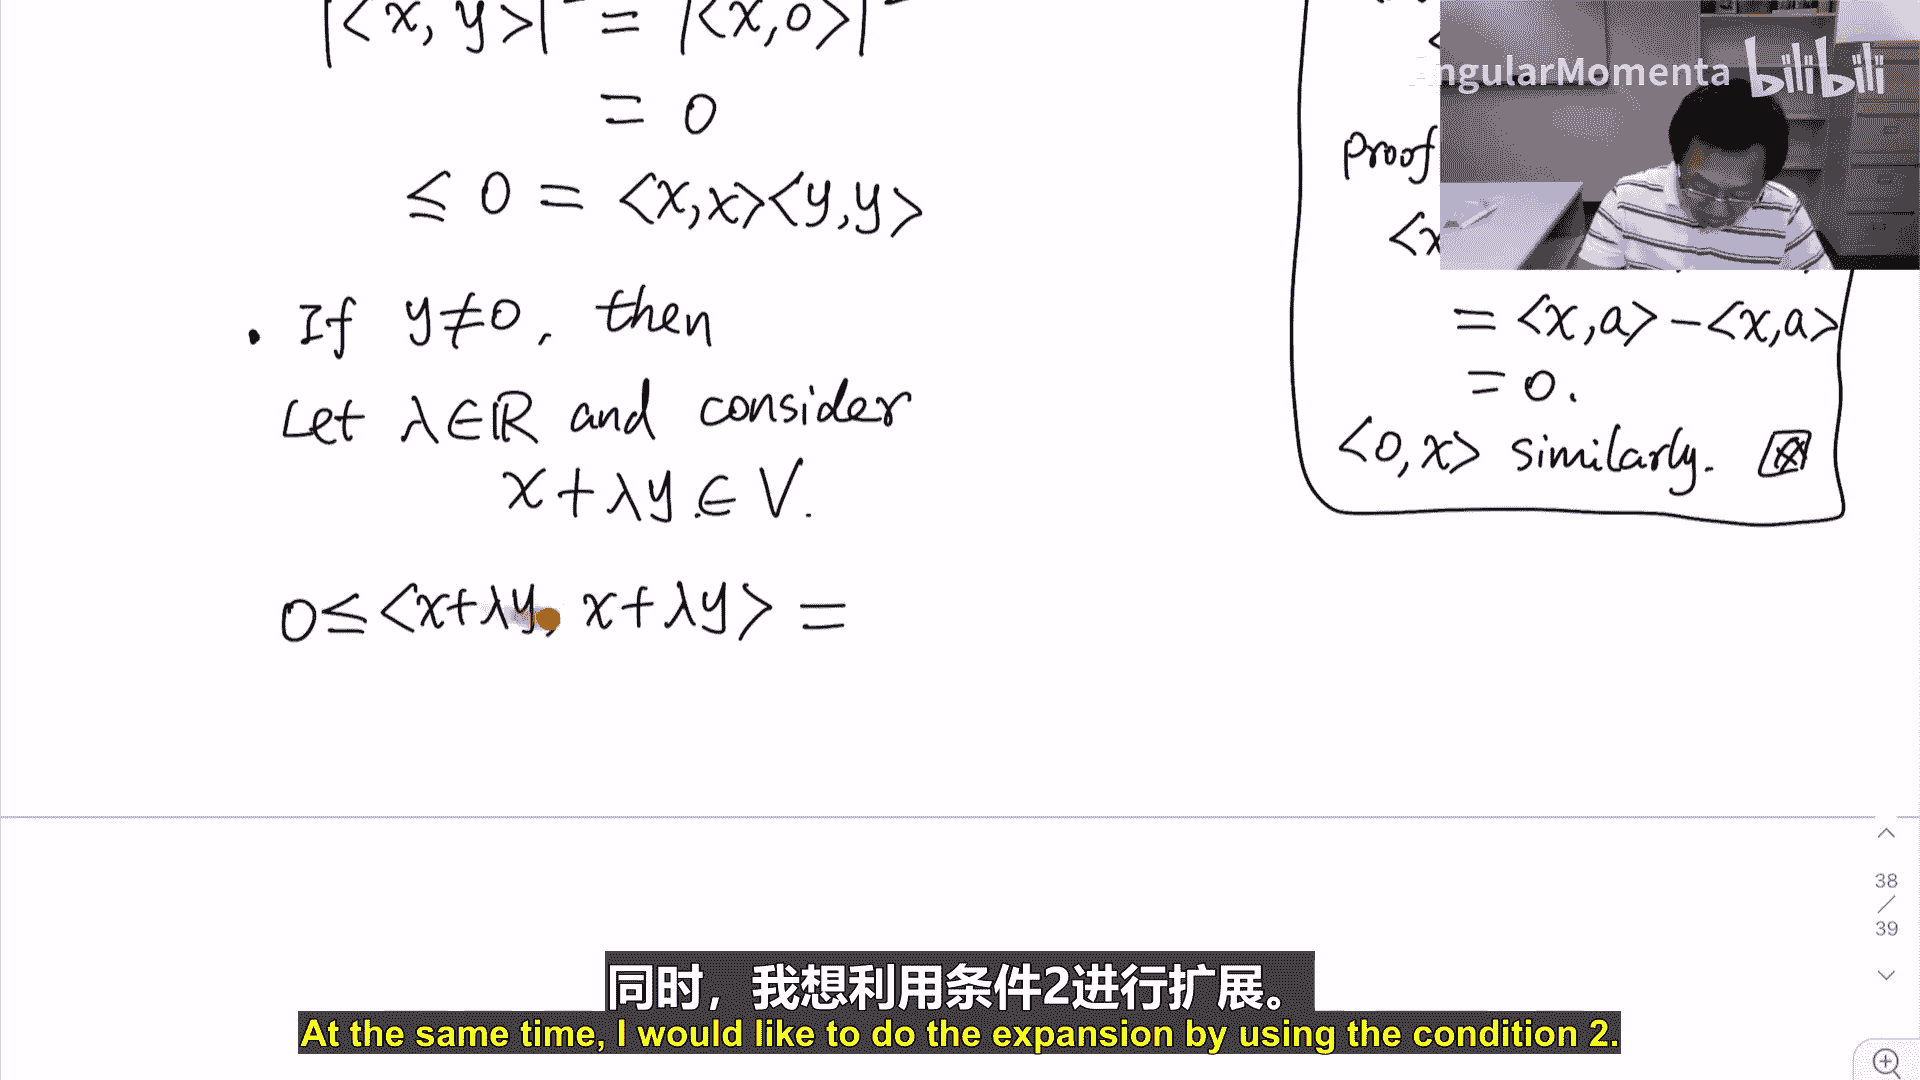 |<x, y>|² = |<x,0>|²
= 0
≤ 0 = <x,x><y,y>
. If y≠0, then
Let λ∈ℝ and consider
x+λy ∈ V.
0≤<x+λy, x+λy> =
proof
<x
= <x,a> - <x,a>
= 0.
<0,x> similarly.
ngularMomenta bilibili
38
/
39
同时，我想利用条件2进行扩展。
At the same time, I would like to do the expansion by using the condition 2.